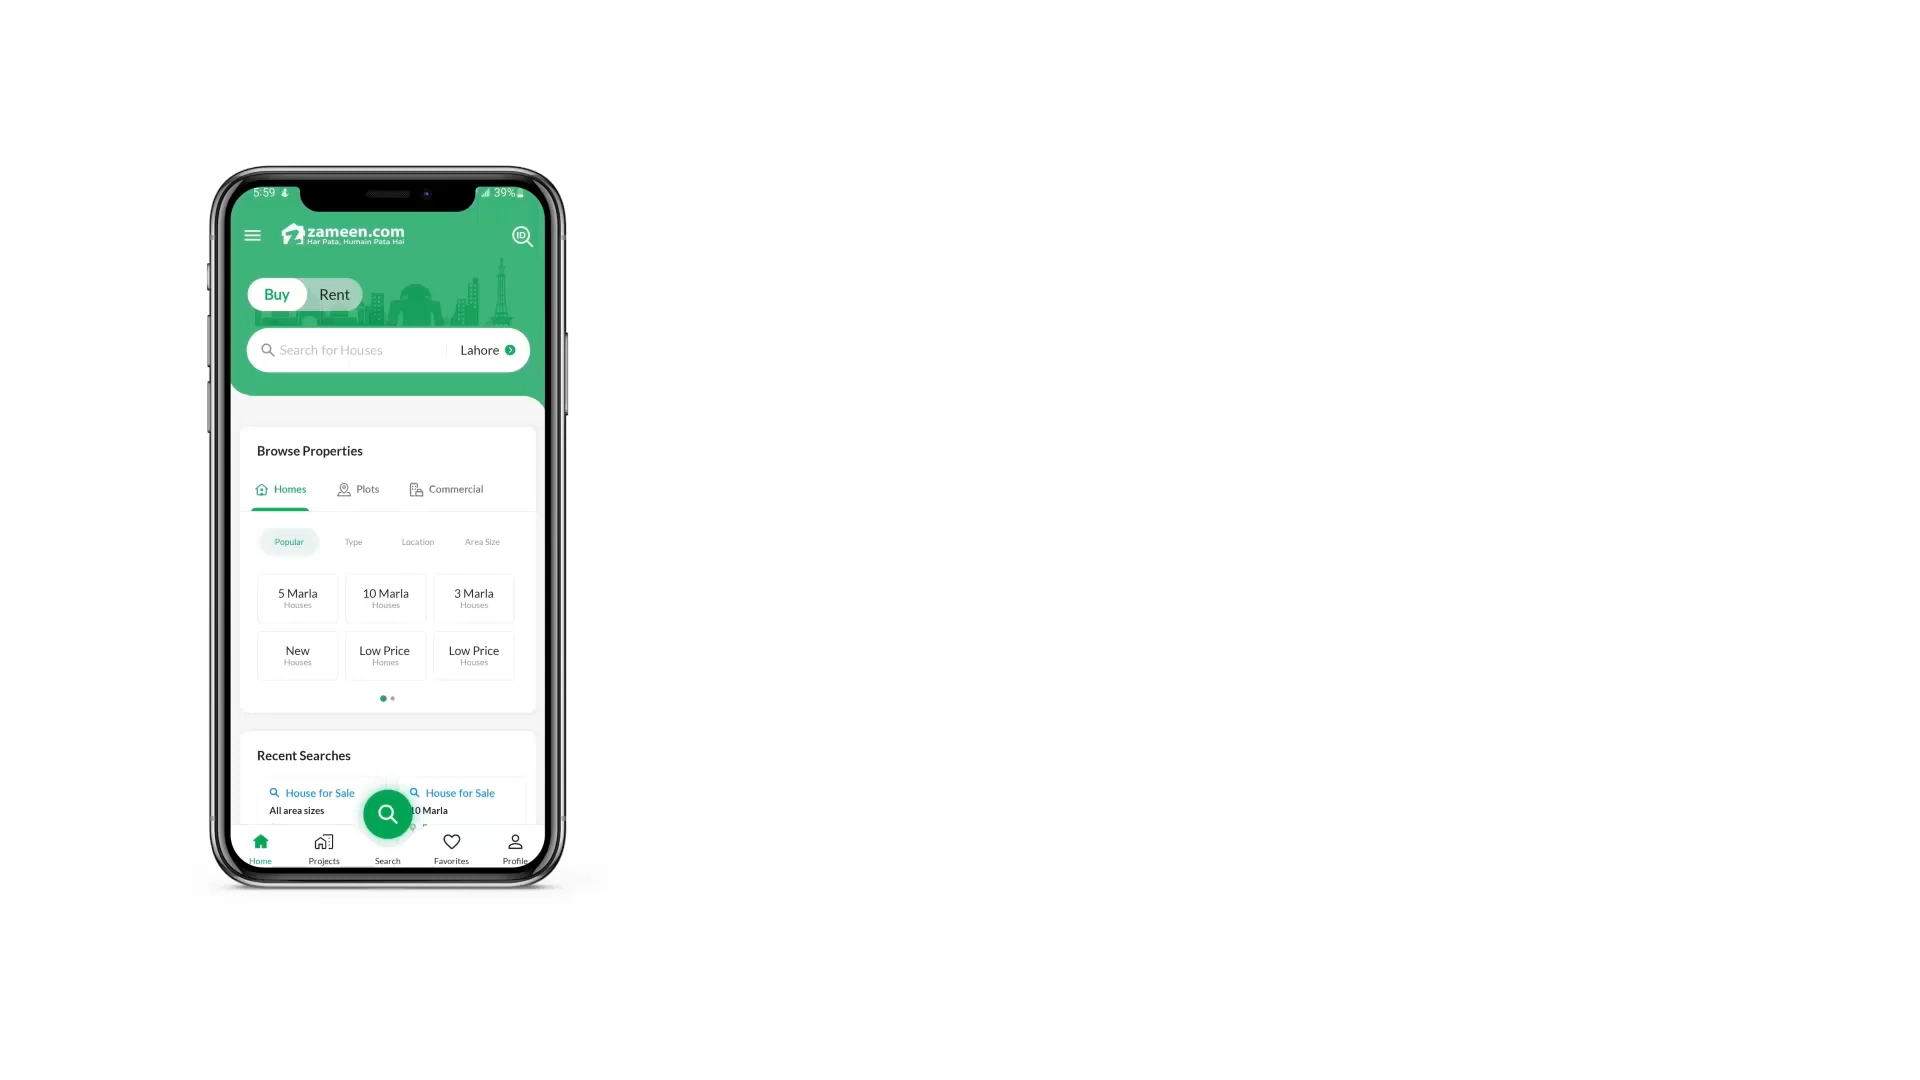 5:59
39%
zameen.com
Har Pata, Humain Pata Hai
ID
Buy Rent
Search for Houses Lahore
Browse Properties
Homes Plots Commercial
Popular Type Location Area Size
5 Marla 10 Marla 3 Marla
Houses Houses Houses
New Low Price Low Price
Houses Homes Houses
Recent Searches
House for Sale House for Sale
All area sizes 10 Marla
Home Projects Search Favorites Profile